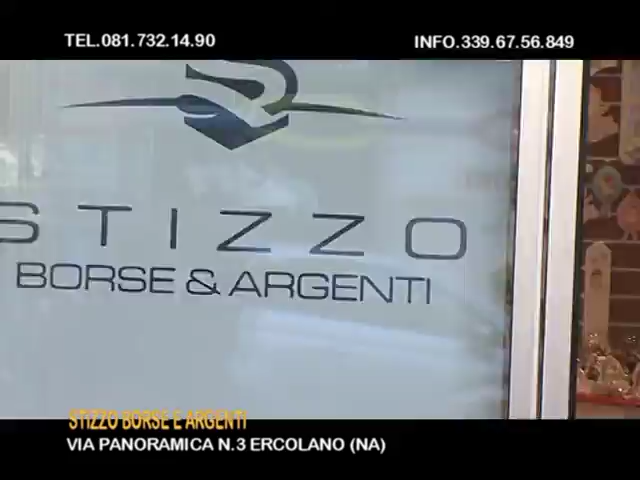 TEL.081.732.14.90
INFO.339.67.56.849
STIZZO
BORSE & ARGENTI
STIZZO BORSE E ARGENTI
VIA PANORAMICA N.3 ERCOLANO (NA)